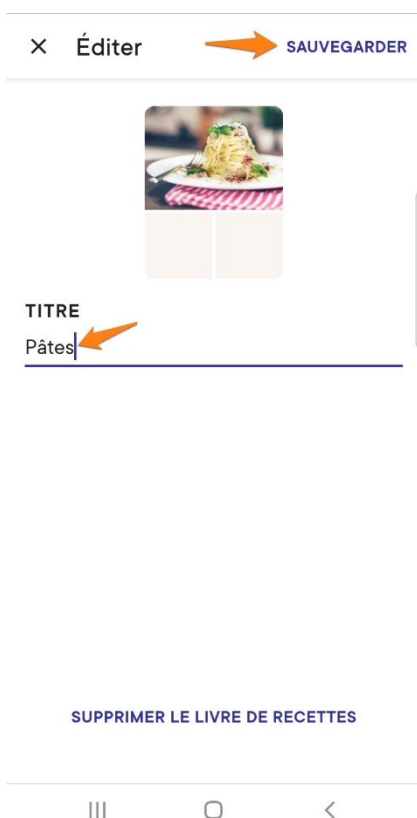 Éditer
SAUVEGARDER
TITRE
Pâtes
SUPPRIMER LE LIVRE DE RECETTES